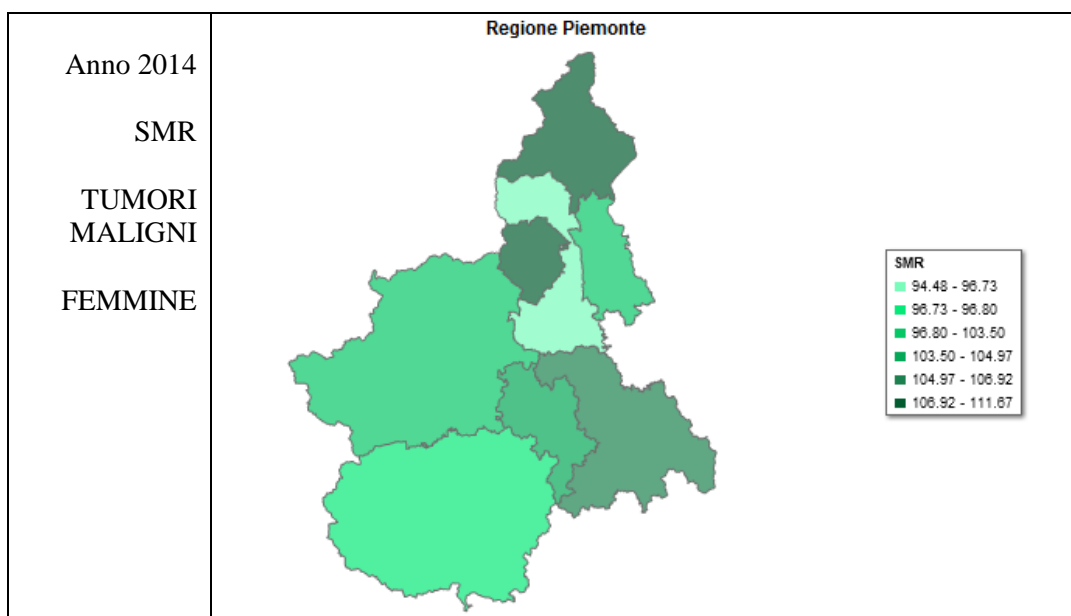 Anno 2014
SMR
TUMORI
MALIGNI
FEMMINE
Regione Piemonte
SMR
94.48 - 96.73
96.73 - 96.80
96.80 - 103.50
103.50 - 104.97
104.97 - 106.92
106.92 - 111.67